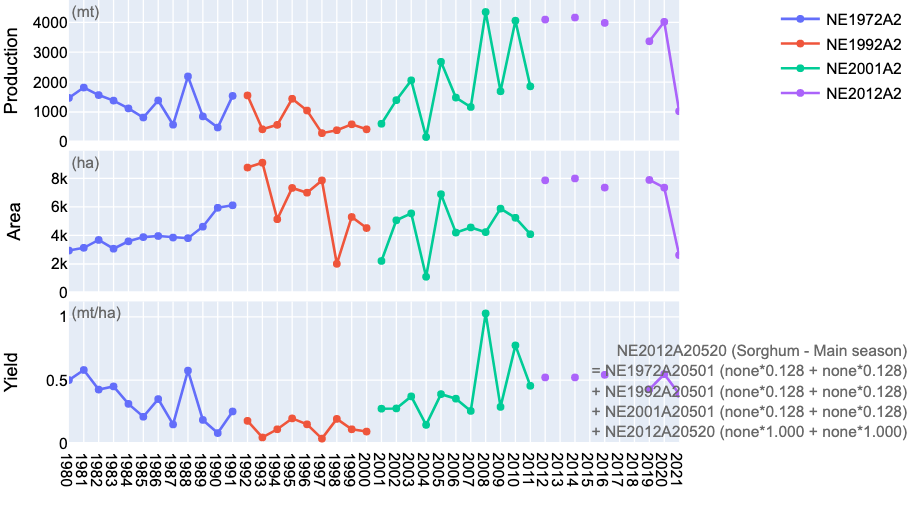 (mt)
Production
4000
3000
2000
1000
0
NE1972A2
NE1992A2
NE2001A2
NE2012A2
(ha)
Area
8k
6k
4k
2k
0
(mt/ha)
Yield
1
0.5
0
NE2012A20520 (Sorghum - Main season)
= NE1972A20501 (none*0.128 + none*0.128)
+ NE1992A20501 (none*0.128 + none*0.128)
+ NE2001A20501 (none*0.128 + none*0.128)
+ NE2012A20520 (none*1.000 + none*1.000)
1980
1981
1982
1983
1984
1985
1986
1987
1988
1989
1990
1991
1992
1993
1994
1995
1996
1997
1998
1999
2000
2001
2002
2003
2004
2005
2006
2007
2008
2009
2010
2011
2012
2013
2014
2015
2016
2017
2018
2019
2020
2021